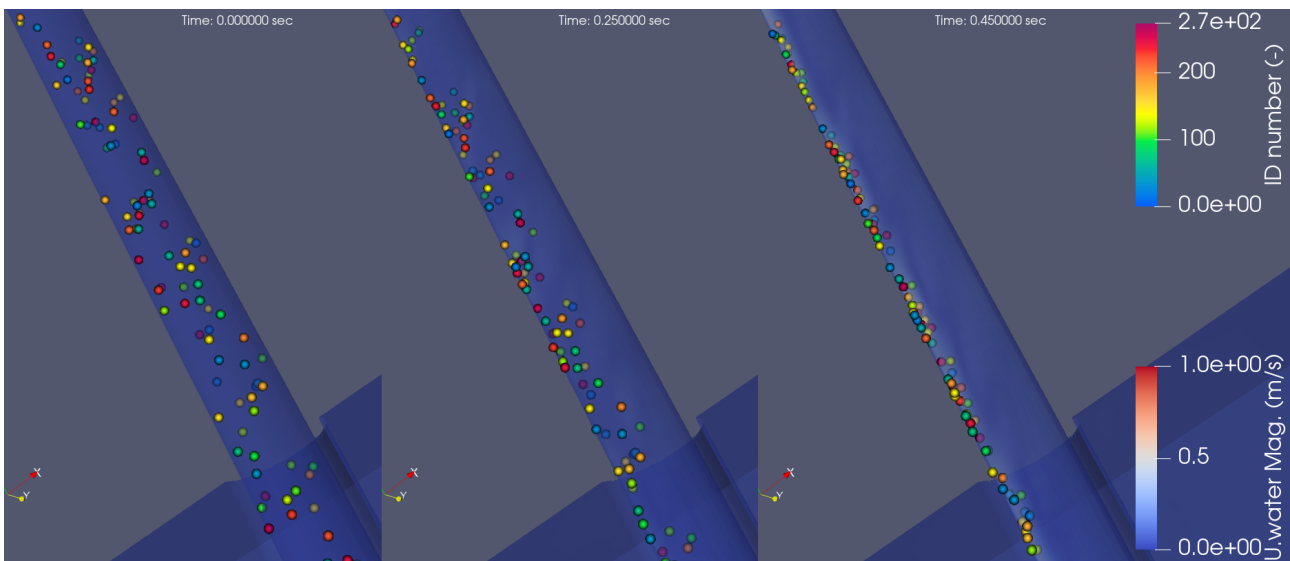 Time: 0.000000 sec
Time: 0.250000 sec
Time: 0.450000 sec
2.7e+02
200
100
0.0e+00
ID number (-)
1.0e+00
0.5
0.0e+00
U.water Mag. (m/s)
X
Y
X
Y
X
Y